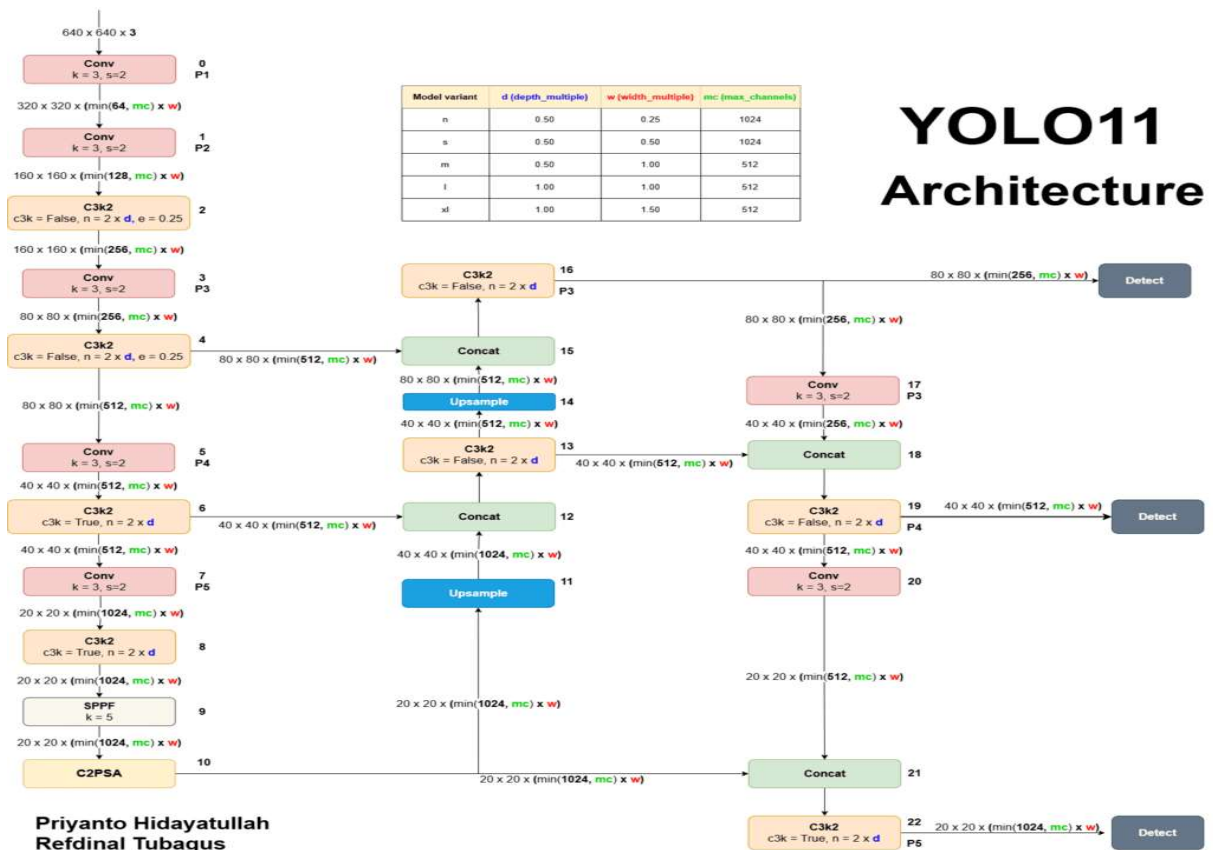 640 x 640 x 3
Conv
k = 3, s=2
0
P1
320 x 320 x (min(64, mc) x w)
Conv
k = 3, s=2
1
P2
160 x 160 x (min(128, mc) x w)
C3k2
c3k = False, n = 2 x d, e = 0.25
2
160 x 160 x (min(256, mc) x w)
Conv
k = 3, s=2
3
P3
80 x 80 x (min(256, mc) x w)
C3k2
c3k = False, n = 2 x d, e = 0.25
4
80 x 80 x (min(512, mc) x w)
80 x 80 x (min(512, mc) x w)
Conv
k = 3, s=2
5
P4
40 x 40 x (min(512, mc) x w)
C3k2
c3k = True, n = 2 x d
6
40 x 40 x (min(512, mc) x w)
40 x 40 x (min(512, mc) x w)
Conv
k = 3, s=2
7
P5
20 x 20 x (min(1024, mc) x w)
C3k2
c3k = True, n = 2 x d
8
20 x 20 x (min(1024, mc) x w)
SPPF
k = 5
9
20 x 20 x (min(1024, mc) x w)
C2PSA
10
20 x 20 x (min(1024, mc) x w)
Priyanto Hidayatullah
Refdinal Tubagus
Model variant d (depth_multiple) w (width_multiple) mc (max_channels)
n 0.50 0.25 1024
s 0.50 0.50 1024
m 0.50 1.00 512
l 1.00 1.00 512
xl 1.00 1.50 512
YOLO11
Architecture
C3k2
c3k = False, n = 2 x d
16
P3
80 x 80 x (min(256, mc) x w)
Detect
Concat
15
80 x 80 x (min(512, mc) x w)
Upsample
14
40 x 40 x (min(512, mc) x w)
C3k2
c3k = False, n = 2 x d
13
40 x 40 x (min(512, mc) x w)
Concat
12
40 x 40 x (min(1024, mc) x w)
Upsample
11
20 x 20 x (min(1024, mc) x w)
80 x 80 x (min(256, mc) x w)
Conv
k = 3, s=2
17
P3
40 x 40 x (min(256, mc) x w)
Concat
18
C3k2
c3k = False, n = 2 x d
19
P4
40 x 40 x (min(512, mc) x w)
Detect
40 x 40 x (min(512, mc) x w)
Conv
k = 3, s=2
20
20 x 20 x (min(512, mc) x w)
Concat
21
C3k2
c3k = True, n = 2 x d
22
P5
20 x 20 x (min(1024, mc) x w)
Detect